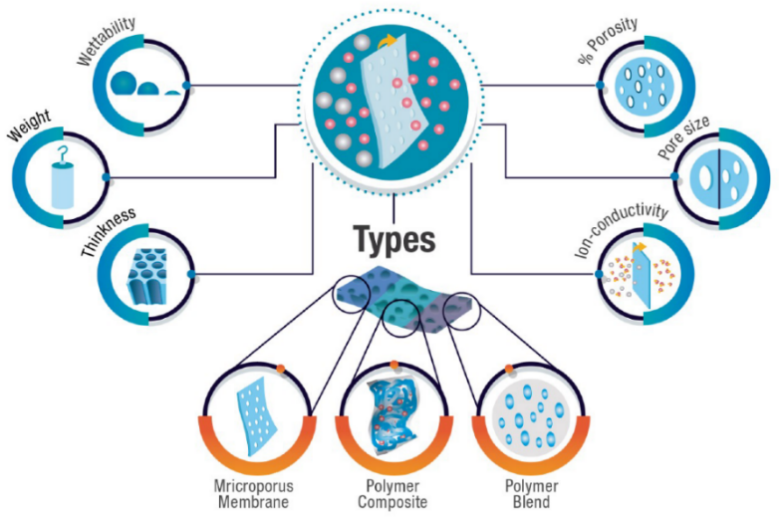 Wettability
Weight
Thinkness
% Porosity
Pore size
Ion-conductivity
Types
Mricroporus
Membrane
Polymer
Composite
Polymer
Blend